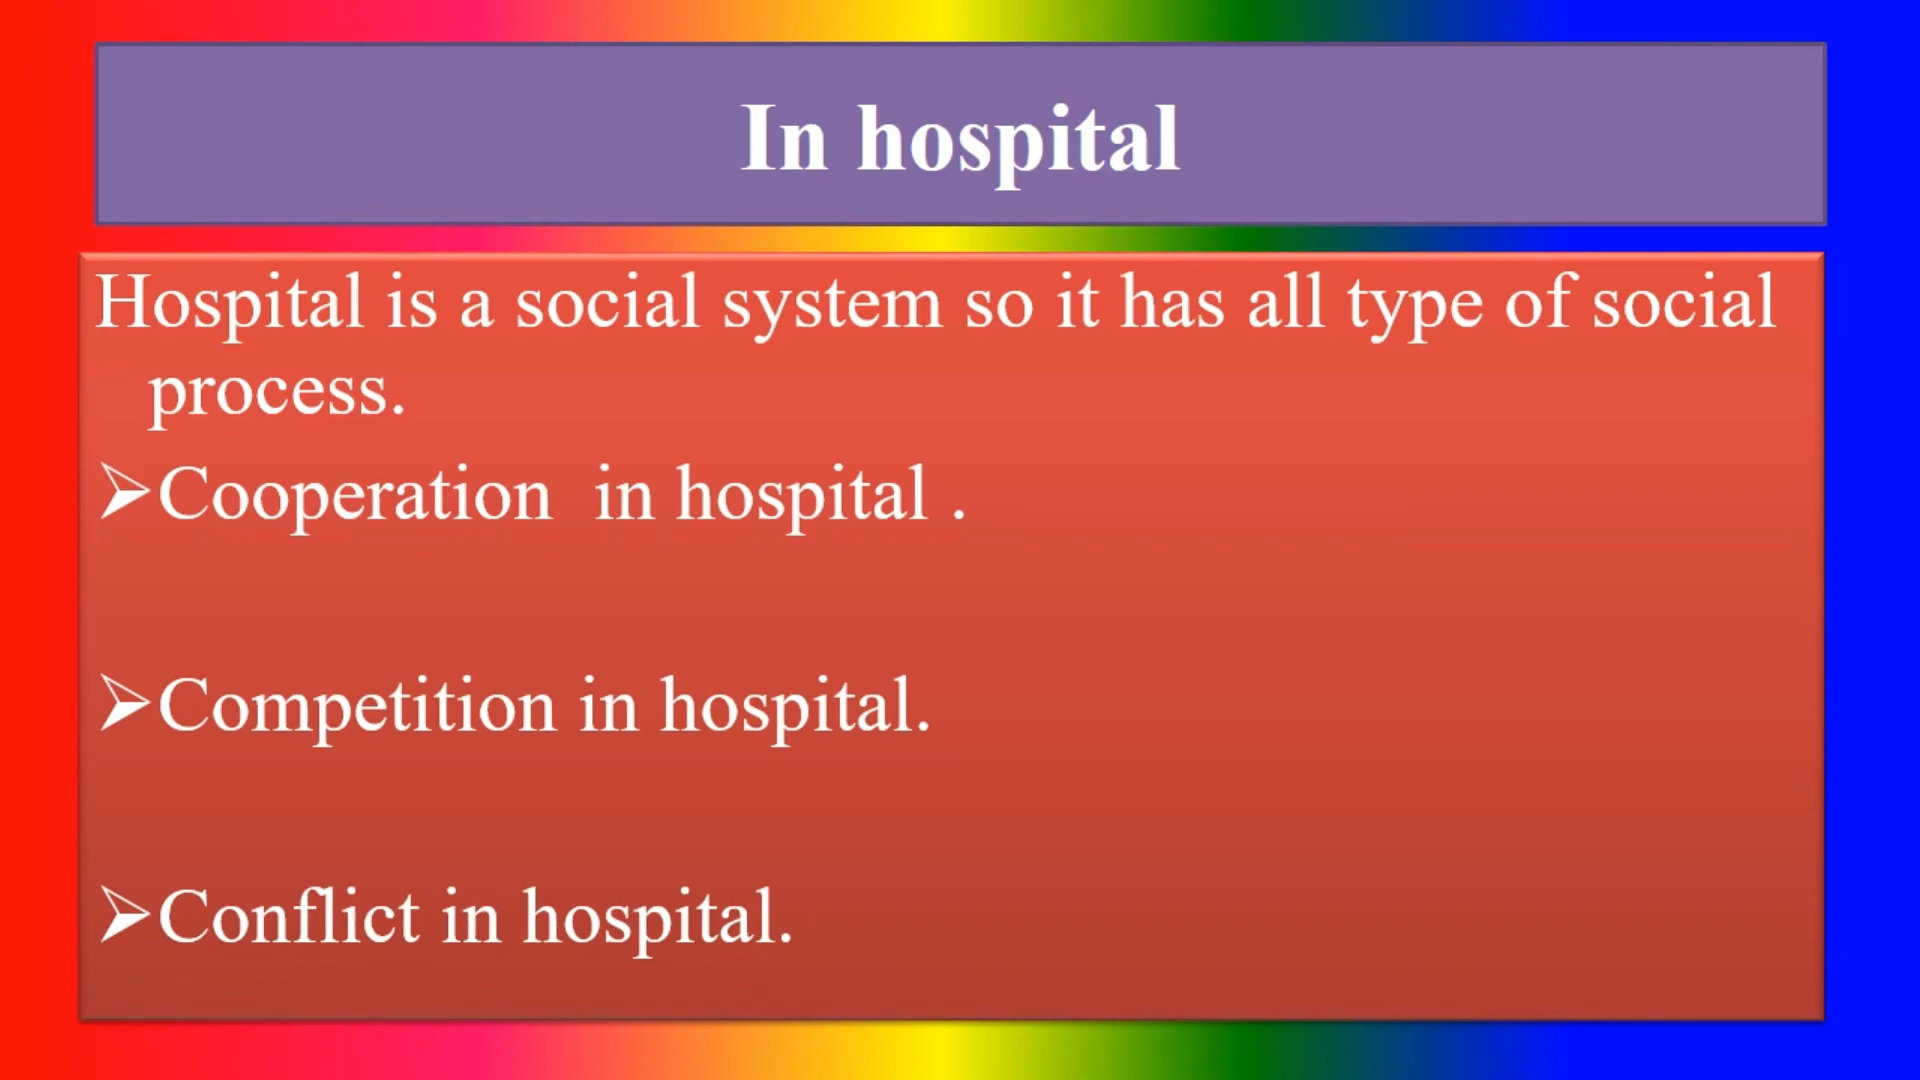 In hospital
Hospital is a social system so it has all type of social
process.
➢Cooperation  in hospital .
➢Competition in hospital.
➢Conflict in hospital.